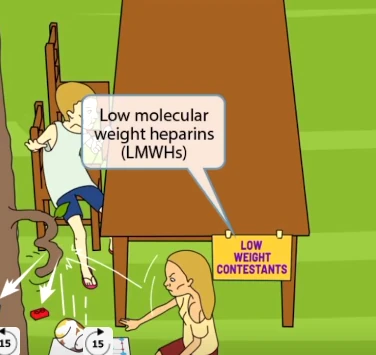 Low molecular
weight heparins
(LMWHs)
LOW
WEIGHT
CONTESTANTS
15
15